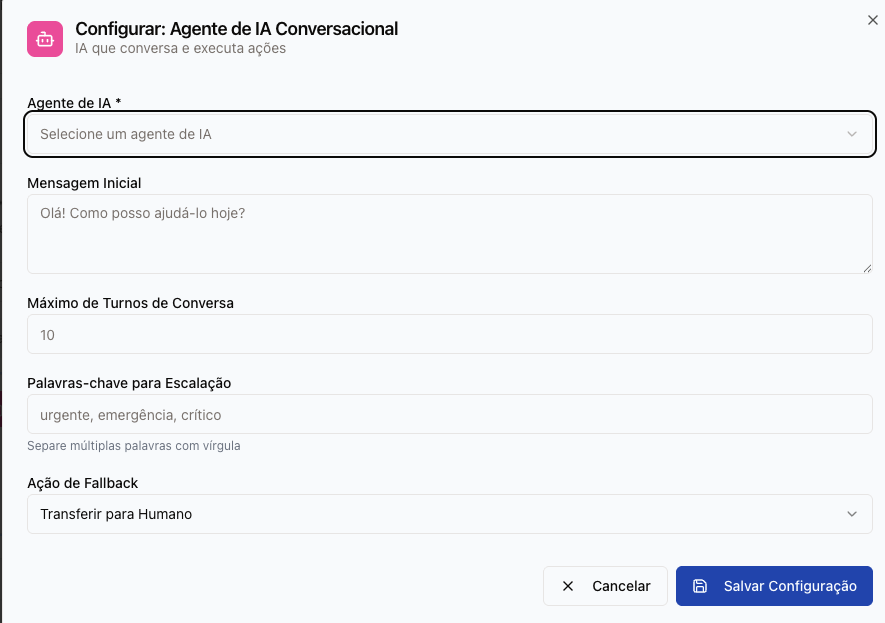 Configurar: Agente de IA Conversacional
IA que conversa e executa ações
Agente de IA *
Selecione um agente de IA
Mensagem Inicial
Olá! Como posso ajudá-lo hoje?
Máximo de Turnos de Conversa
10
Palavras-chave para Escalação
urgente, emergência, crítico
Separe múltiplas palavras com vírgula
Ação de Fallback
Transferir para Humano
Cancelar
Salvar Configuração